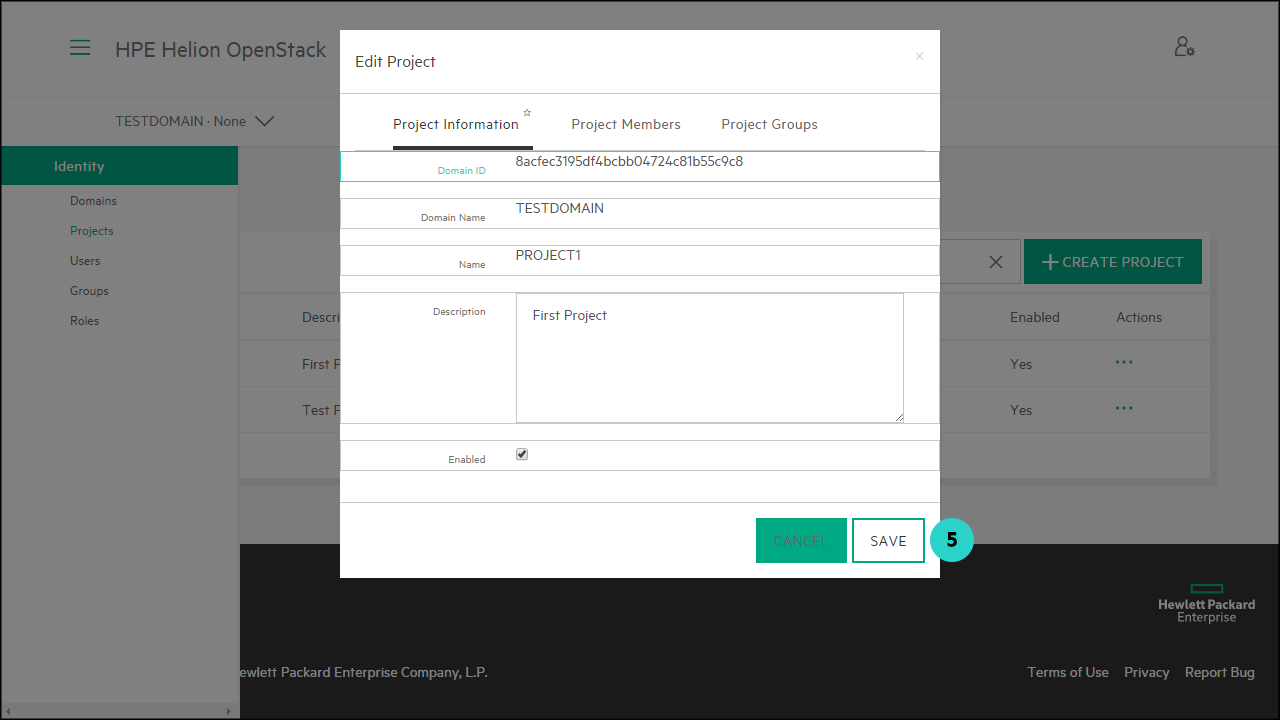 HPE Helion OpenStack
TESTDOMAIN · None
Identity
Domains
Projects
Users
Groups
Roles
Edit Project
×
Project Information
Project Members
Project Groups
Domain ID
8acfec3195df4bcbb04724c81b55c9c8
Domain Name
TESTDOMAIN
Name
PROJECT1
Description
First Project
Enabled
CANCEL
SAVE
5
CREATE PROJECT
Descri
Enabled
Actions
First P
Yes
Test P
Yes
Hewlett Packard
Enterprise
ewlett Packard Enterprise Company, L.P.
Terms of Use
Privacy
Report Bug